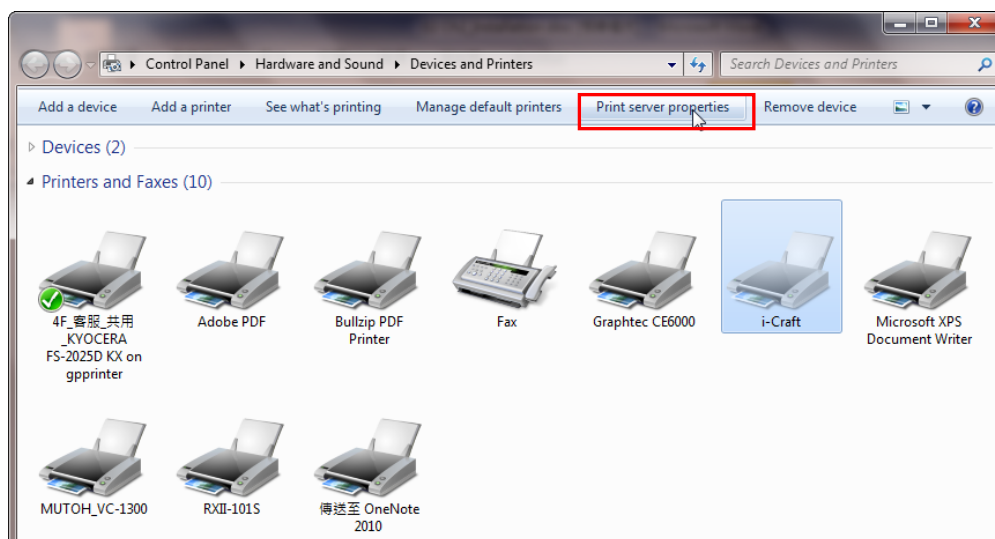 Control Panel Hardware and Sound Devices and Printers Search Devices and Printers
Add a device Add a printer See what's printing Manage default printers Print server properties Remove device
Devices (2)
Printers and Faxes (10)
4F_客服_共用
_KYOCERA
FS-2025D KX on
gpprinter
Adobe PDF
Bullzip PDF
Printer
Fax
Graphtec CE6000
i-Craft
Microsoft XPS
Document Writer
MUTOH_VC-1300
RXII-101S
傳送至 OneNote
2010